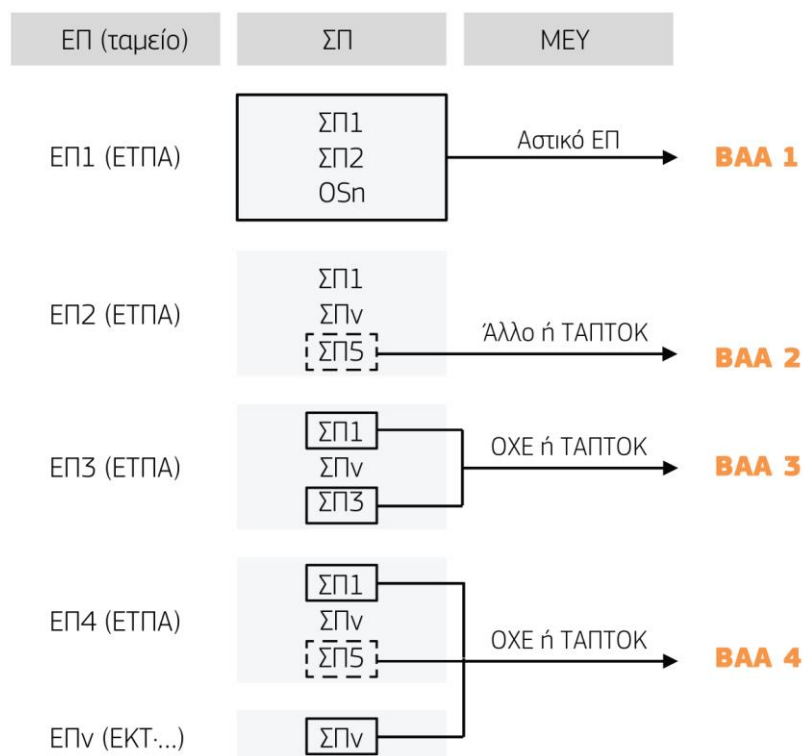 ΕΠ (ταμείο) ΣΠ ΜΕΥ
ΕΠ1 (ΕΤΠΑ)
ΣΠ1
ΣΠ2
OSn
Αστικό ΕΠ
ΒΑΑ 1
ΕΠ2 (ΕΤΠΑ)
ΣΠ1
ΣΠν
ΣΠ5
Άλλο ή ΤΑΠΤΟΚ
ΒΑΑ 2
ΕΠ3 (ΕΤΠΑ)
ΣΠ1
ΣΠν
ΣΠ3
ΟΧΕ ή ΤΑΠΤΟΚ
ΒΑΑ 3
ΕΠ4 (ΕΤΠΑ)
ΣΠ1
ΣΠν
ΣΠ5
ΟΧΕ ή ΤΑΠΤΟΚ
ΒΑΑ 4
ΕΠν (ΕΚΤ·...)
ΣΠν